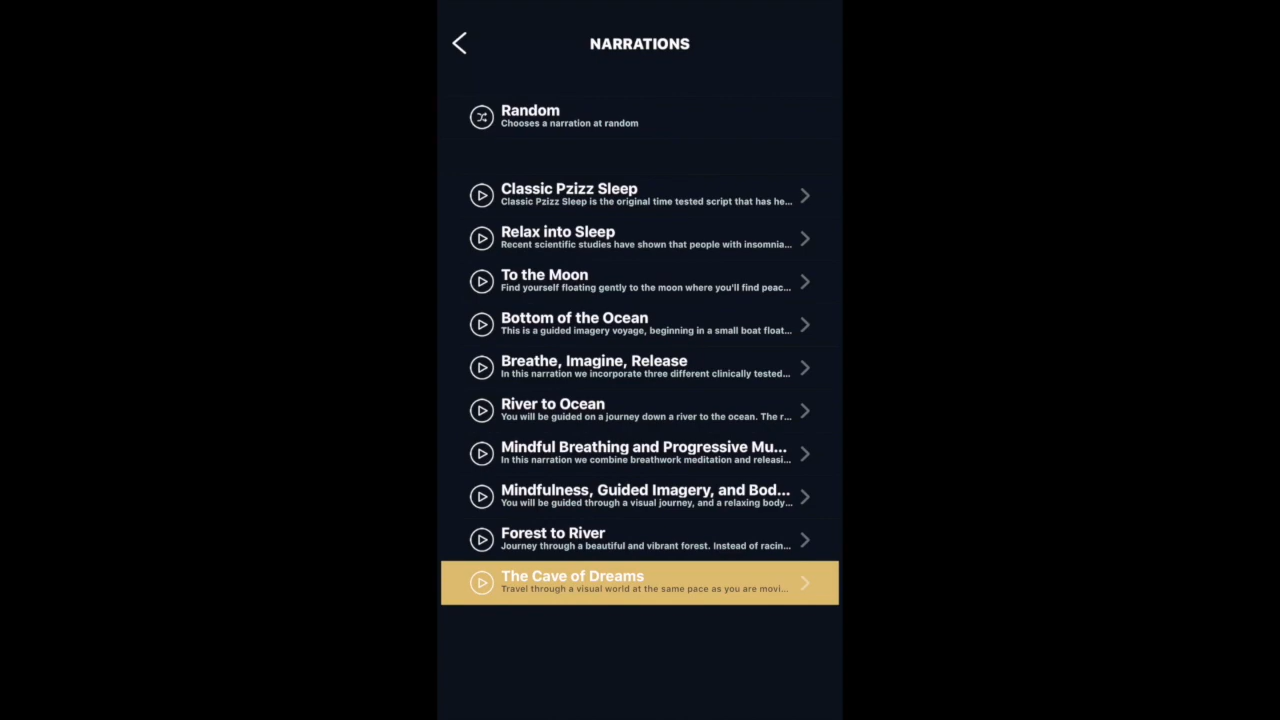 NARRATIONS
Random
Chooses a narration at random
Classic Pzizz Sleep
Classic Pzizz Sleep is the original time tested script that has he...
Relax into Sleep
Recent scientific studies have shown that people with insomnia...
To the Moon
Find yourself floating gently to the moon where you'll find peac...
Bottom of the Ocean
This is a guided imagery voyage, beginning in a small boat float...
Breathe, Imagine, Release
In this narration we incorporate three different clinically tested...
River to Ocean
You will be guided on a journey down a river to the ocean. The r...
Mindful Breathing and Progressive Mu...
In this narration we combine breathwork meditation and releasi...
Mindfulness, Guided Imagery, and Bod...
You will be guided through a visual journey, and a relaxing body...
Forest to River
Journey through a beautiful and vibrant forest. Instead of racin...
The Cave of Dreams
Travel through a visual world at the same pace as you are movi...